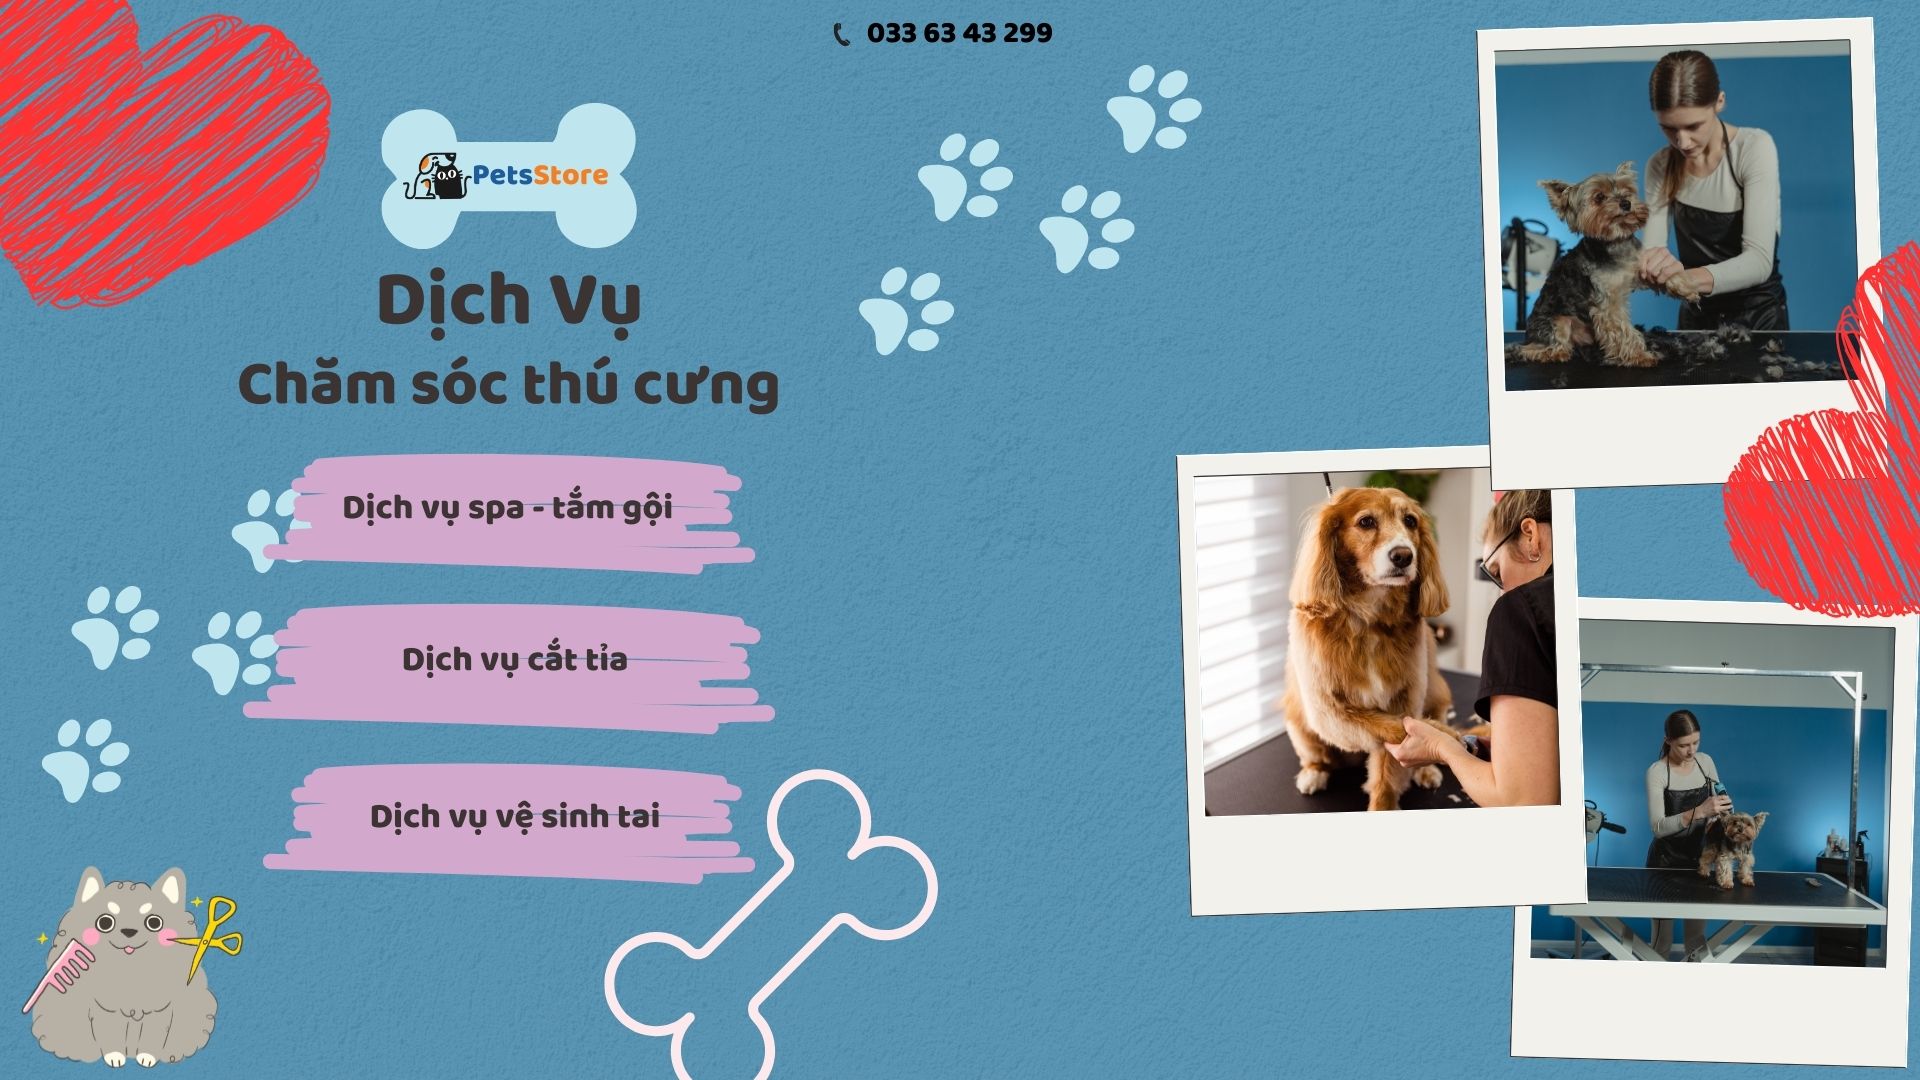 033 63 43 299
PetsStore
Dịch Vụ
Chăm sóc thú cưng
Dịch vụ spa - tắm gội
Dịch vụ cắt tỉa
Dịch vụ vệ sinh tai